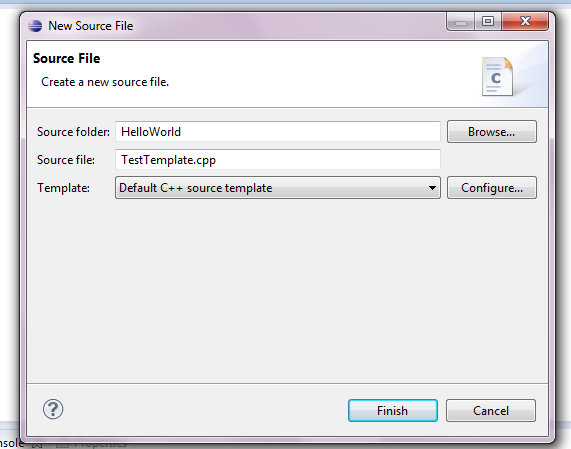 New Source File
Source File
Create a new source file.
Source folder: HelloWorld Browse...
Source file: TestTemplate.cpp
Template: Default C++ source template Configure...
? Finish Cancel
nsole Properties